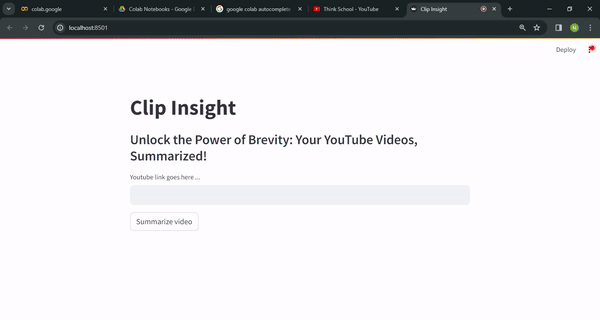 colab.google
Colab Notebooks - Google
google colab autocomplete
Think School - YouTube
Clip Insight
localhost:8501
Deploy
Clip Insight
Unlock the Power of Brevity: Your YouTube Videos,
Summarized!
Youtube link goes here ...
Summarize video